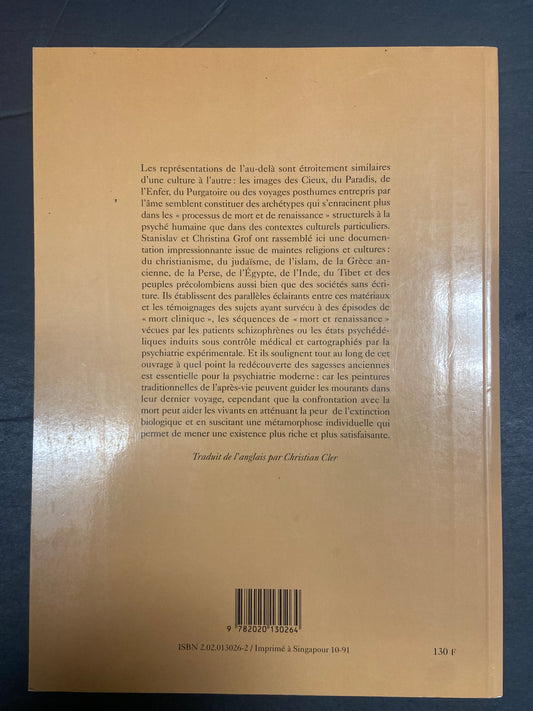 Les représentations de l'au-delà sont étroitement similaires
d'une culture à l'autre : les images des Cieux, du Paradis, de
l'Enfer, du Purgatoire ou des voyages posthumes entrepris par
l'âme semblent constituer des archétypes qui s'enracinent plus
dans les « processus de mort et de renaissance » structurels à la
psyché humaine que dans des contextes culturels particuliers.
Stanislav et Christina Grof ont rassemblé ici une documen-
tation impressionnante issue de maintes religions et cultures :
du christianisme, du judaïsme, de l'islam, de la Grèce an-
cienne, de la Perse, de l'Égypte, de l'Inde, du Tibet et des
peuples précolombiens aussi bien que des sociétés sans écri-
ture. Ils établissent des parallèles éclairants entre ces matériaux
et les témoignages des sujets ayant survécu à des épisodes de
« mort clinique », les séquences de « mort et renaissance »
vécues par les patients schizophrènes ou les états psychédé-
liques induits sous contrôle médical et cartographiés par la
psychiatrie expérimentale. Et ils soulignent tout au long de cet
ouvrage à quel point la redécouverte des sagesses anciennes
est essentielle pour la psychiatrie moderne : car les peintures
traditionnelles de l'après-vie peuvent guider les mourants dans
leur dernier voyage, cependant que la confrontation avec la
mort peut aider les vivants en atténuant la peur de l'extinction
biologique et en suscitant une métamorphose individuelle qui
permet de mener une existence plus riche et plus satisfaisante.
Traduit de l'anglais par Christian Cler
9 782020 130264
ISBN 2.02.013026-2 / Imprimé à Singapour 10-91
130 F